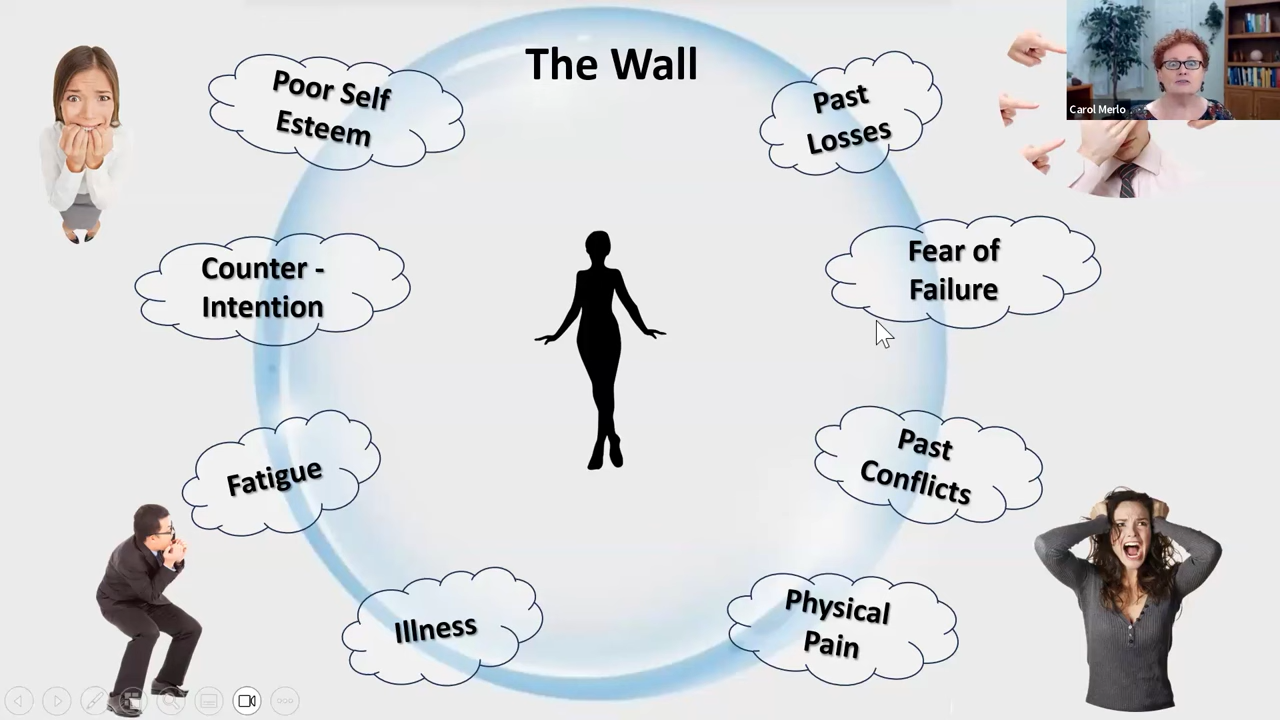 The Wall
Poor Self
Esteem
Past
Losses
Carol Merlo
Counter -
Intention
Fear of
Failure
Fatigue
Past
Conflicts
Illness
Physical
Pain